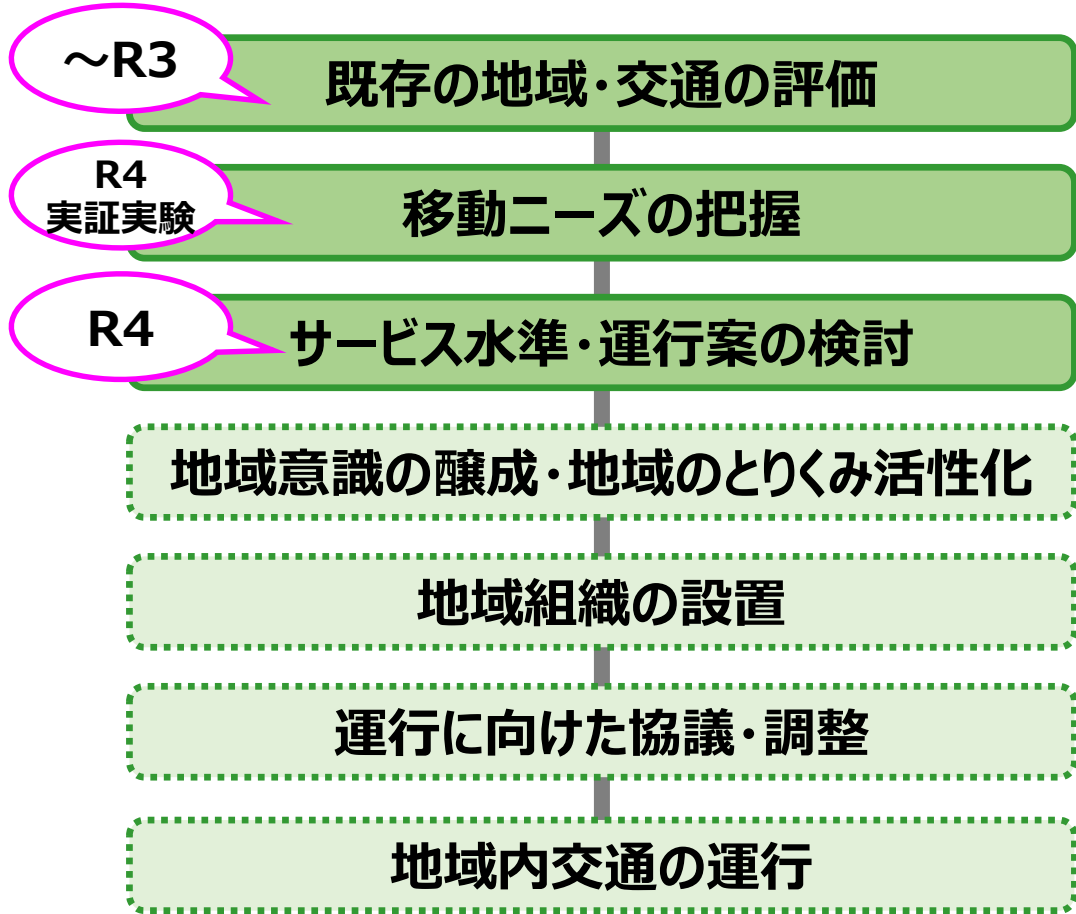 ～R3
既存の地域・交通の評価
R4
実証実験
移動ニーズの把握
R4
サービス水準・運行案の検討
地域意識の醸成・地域のとりくみ活性化
地域組織の設置
運行に向けた協議・調整
地域内交通の運行